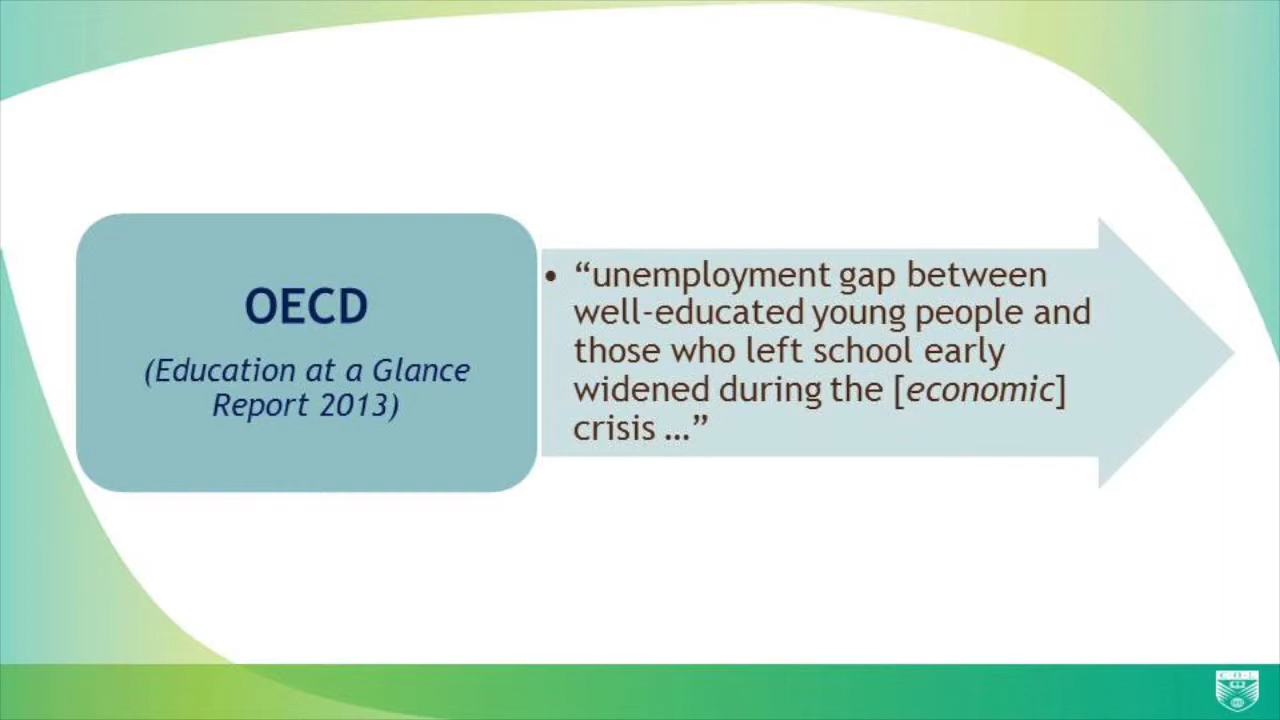 OECD
(Education at a Glance
Report 2013)
• “unemployment gap between
well-educated young people and
those who left school early
widened during the [economic]
crisis …”
C O L